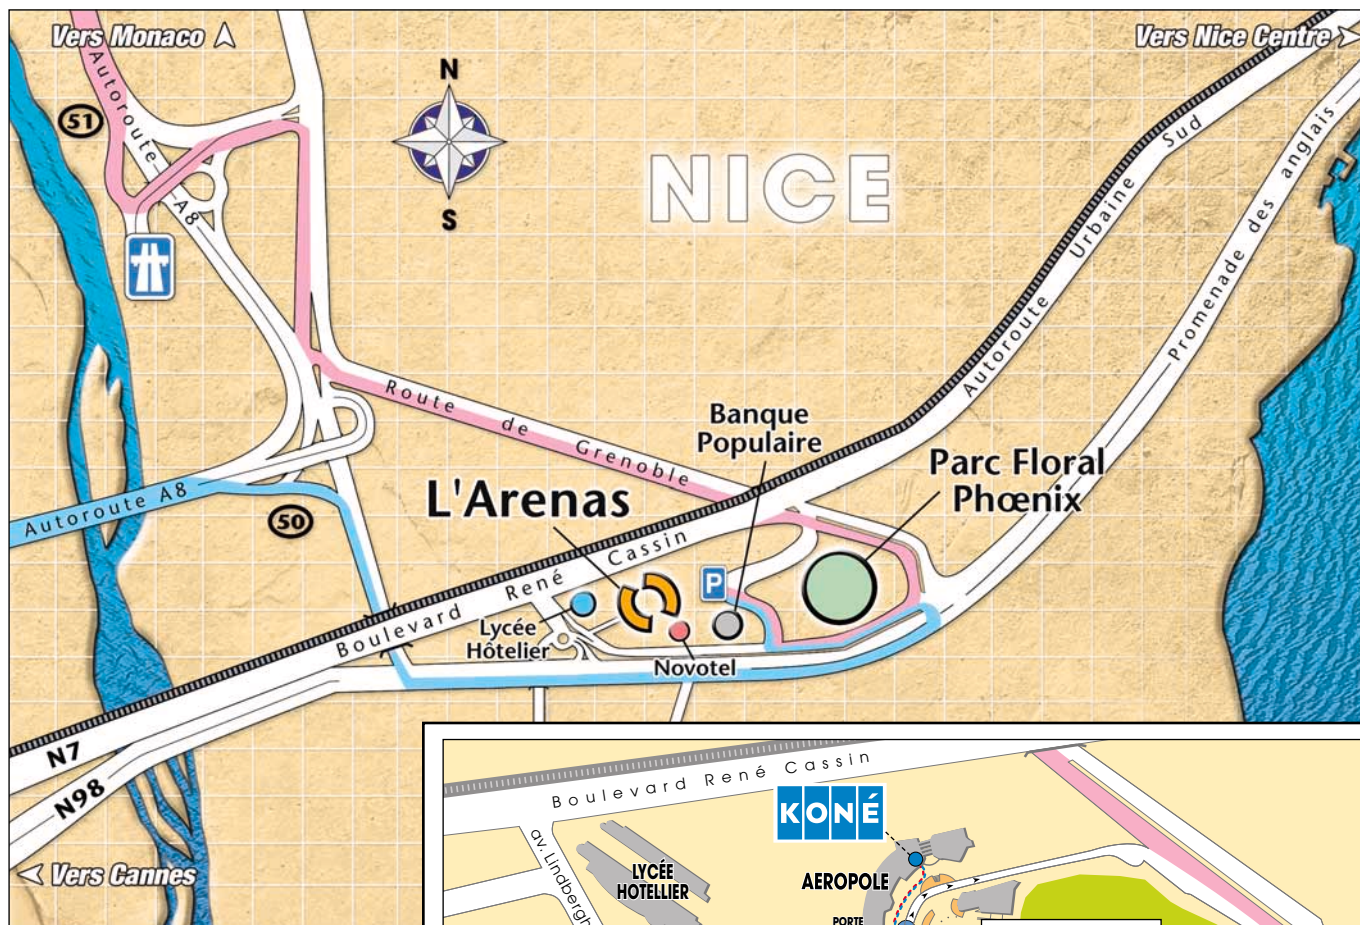 Vers Monaco
Vers Nice Centre
N
S
51
NICE
Autoroute A8
Autoroute Urbaine Sud
Promenade des anglais
Route de Grenoble
Banque
Populaire
Parc Floral
Phœnix
L'Arenas
Autoroute A8
50
Boulevard René Cassin
P
Lycée
Hôtelier
Novotel
N7
N98
Vers Cannes
Boulevard René Cassin
KONÉ
av. Lindbergh
LYCÉE
HOTELLIER
AEROPOLE
PORTE